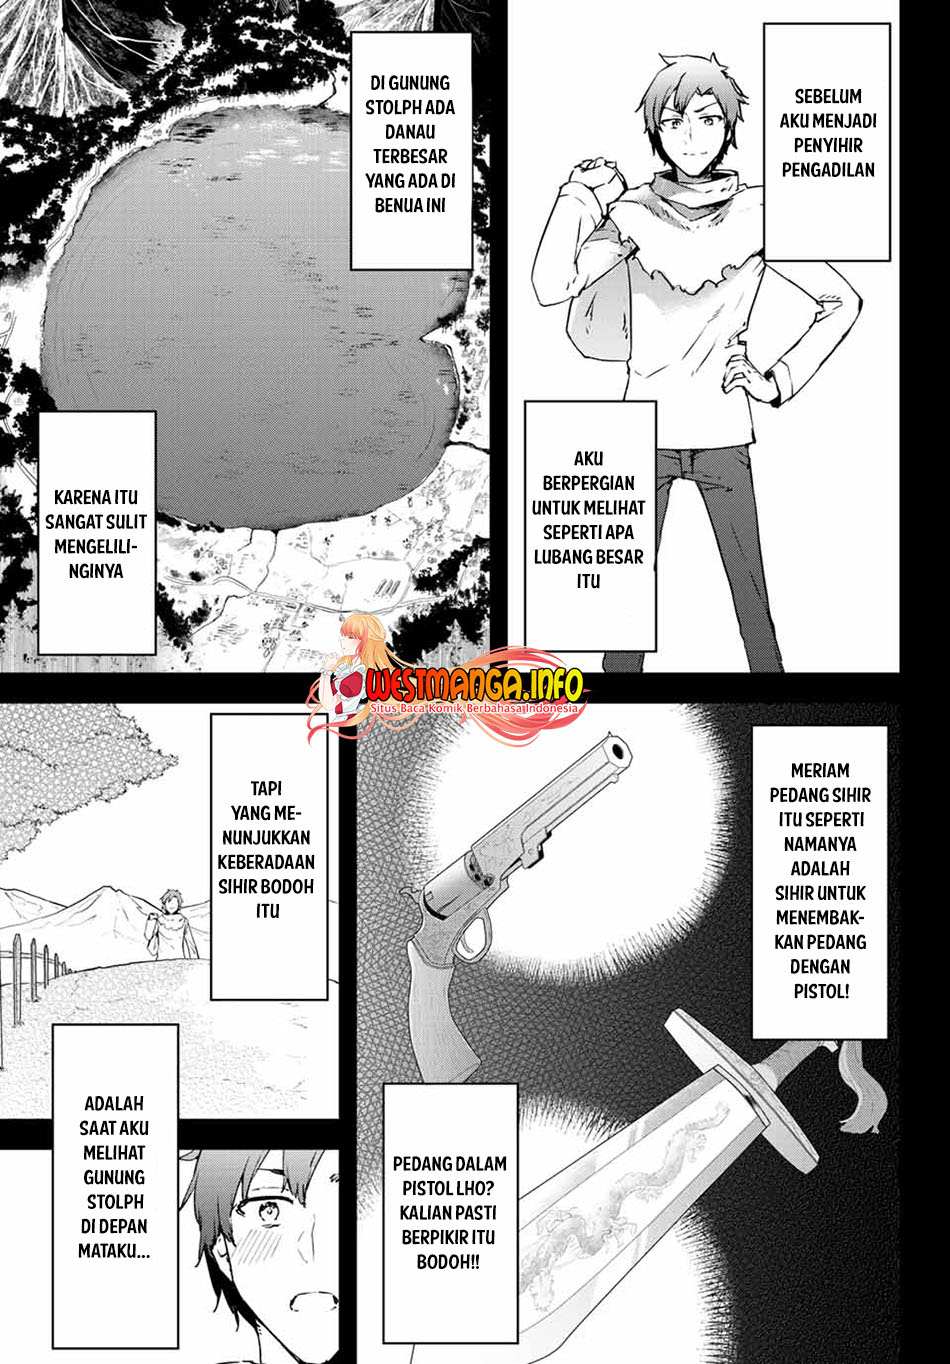 SEBELUM
AKU MENJADI
PENYIHIR
PENGADILAN
AKU
BERPERGIAN
UNTUK MELIHAT
SEPERTI APA
LUBANG BESAR
ITU
DI GUNUNG
STOLPH ADA
DANAU
TERBESAR
YANG ADA DI
BENUA INI
KARENA ITU
SANGAT SULIT
MENGELILI-
NGINYA
WESTMANGA.INFO
Situs Baca Komik Berbahasa Indonesia
MERIAM
PEDANG SIHIR
ITU SEPERTI
NAMANYA
ADALAH
SIHIR UNTUK
MENEMBAK-
KAN PEDANG
DENGAN
PISTOL!
PEDANG DALAM
PISTOL LHO?
KALIAN PASTI
BERPIKIR ITU
BODOH!!
TAPI
YANG ME-
NUNJUKKAN
KEBERADAAN
SIHIR BODOH
ITU
ADALAH
SAAT AKU
MELIHAT
GUNUNG
STOLPH
DI DEPAN
MATAKU...